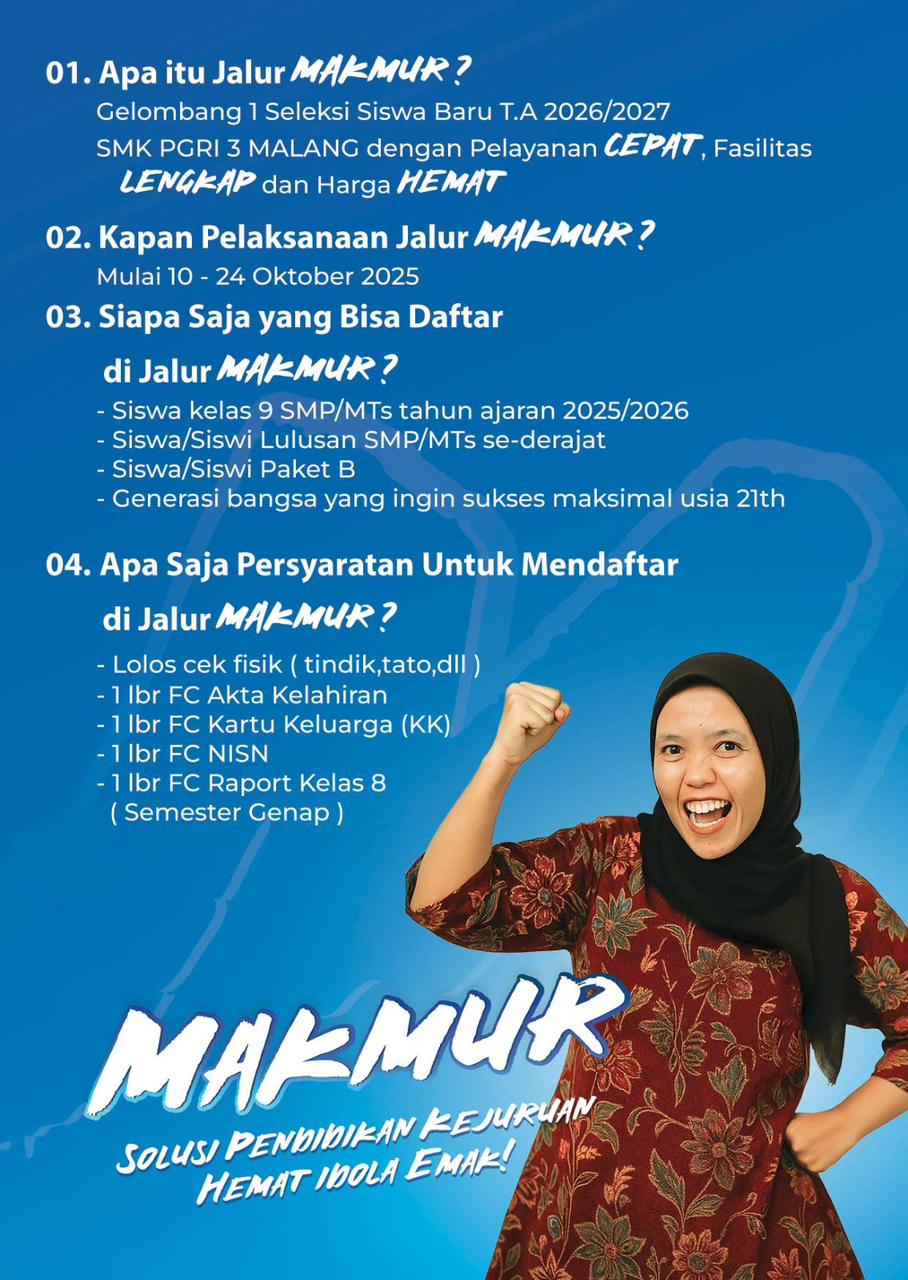 01. Apa itu Jalur MAKMUR?
Gelombang 1 Seleksi Siswa Baru T.A 2026/2027
SMK PGRI 3 MALANG dengan Pelayanan CEPAT, Fasilitas
LENGKAP dan Harga HEMAT
02. Kapan Pelaksanaan Jalur MAKMUR?
Mulai 10 - 24 Oktober 2025
03. Siapa Saja yang Bisa Daftar
di Jalur MAKMUR?
- Siswa kelas 9 SMP/MTs tahun ajaran 2025/2026
- Siswa/Siswi Lulusan SMP/MTs se-derajat
- Siswa/Siswi Paket B
- Generasi bangsa yang ingin sukses maksimal usia 21th
04. Apa Saja Persyaratan Untuk Mendaftar
di Jalur MAKMUR?
- Lolos cek fisik ( tindik,tato,dll )
- 1 lbr FC Akta Kelahiran
- 1 lbr FC Kartu Keluarga (KK)
- 1 lbr FC NISN
- 1 lbr FC Raport Kelas 8
( Semester Genap )
MAKMUR
SOLUSI PENDIDIKAN KEJURUAN
HEMAT IDOLA EMAK!